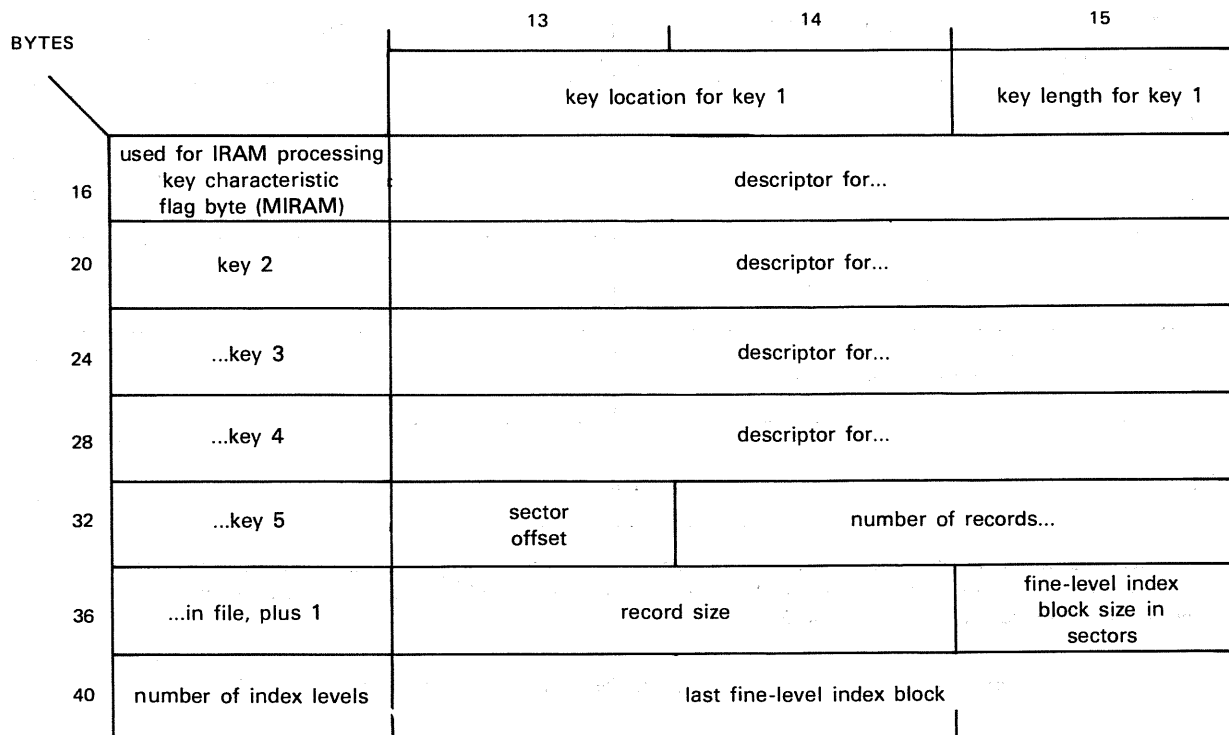 13 14 15
BYTES
key location for key 1 key length for key 1
used for IRAM processing
key characteristic
flag byte (MIRAM)
16 descriptor for...
20 key 2 descriptor for...
24 ...key 3 descriptor for...
28 ...key 4 descriptor for...
32 ...key 5 sector
offset number of records...
36 ...in file, plus 1 record size fine-level index
block size in
sectors
40 number of index levels last fine-level index block